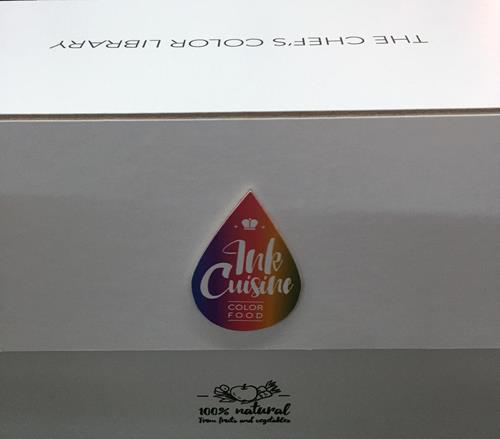 THE CHEF'S COLOR LIBRARY
Ink
Cuisine
COLOR
FOOD
100% natural
From fruits and vegetables